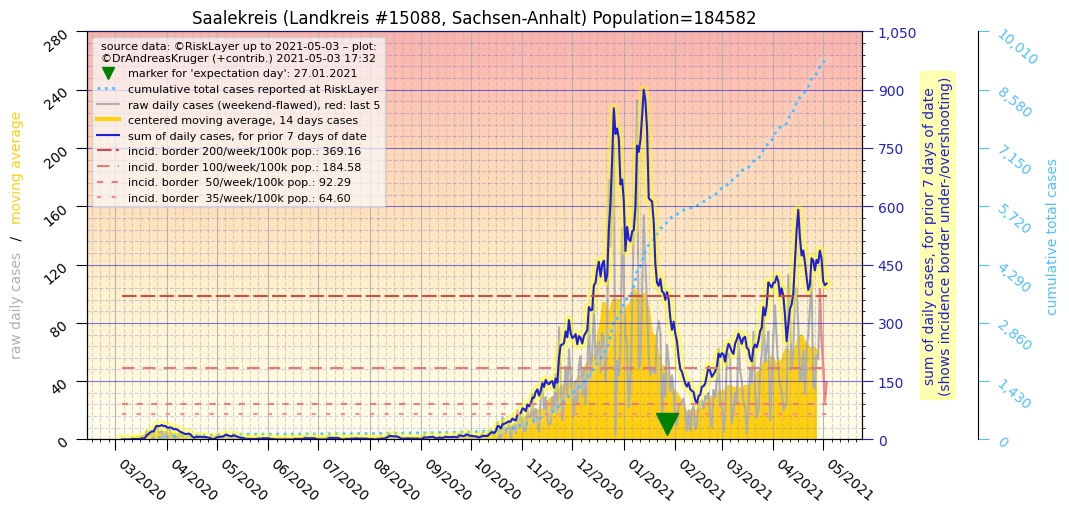 Saalekreis (Landkreis #15088, Sachsen-Anhalt) Population=184582
source data: ©RiskLayer up to 2021-05-03 – plot:
©DrAndreasKruger (+contrib.) 2021-05-03 17:32
marker for 'expectation day': 27.01.2021
cumulative total cases reported at RiskLayer
raw daily cases (weekend-flawed), red: last 5
centered moving average, 14 days cases
sum of daily cases, for prior 7 days of date
incid. border 200/week/100k pop.: 369.16
incid. border 100/week/100k pop.: 184.58
incid. border  50/week/100k pop.: 92.29
incid. border  35/week/100k pop.: 64.60
raw daily cases / moving average
280
240
200
160
120
80
40
0
03/2020
04/2020
05/2020
06/2020
07/2020
08/2020
09/2020
10/2020
11/2020
12/2020
01/2021
02/2021
03/2021
04/2021
05/2021
1,050
900
750
600
450
300
150
0
sum of daily cases, for prior 7 days of date
(shows incidence border under-/overshooting)
10,010
8,580
7,150
5,720
4,290
2,860
1,430
0
cumulative total cases